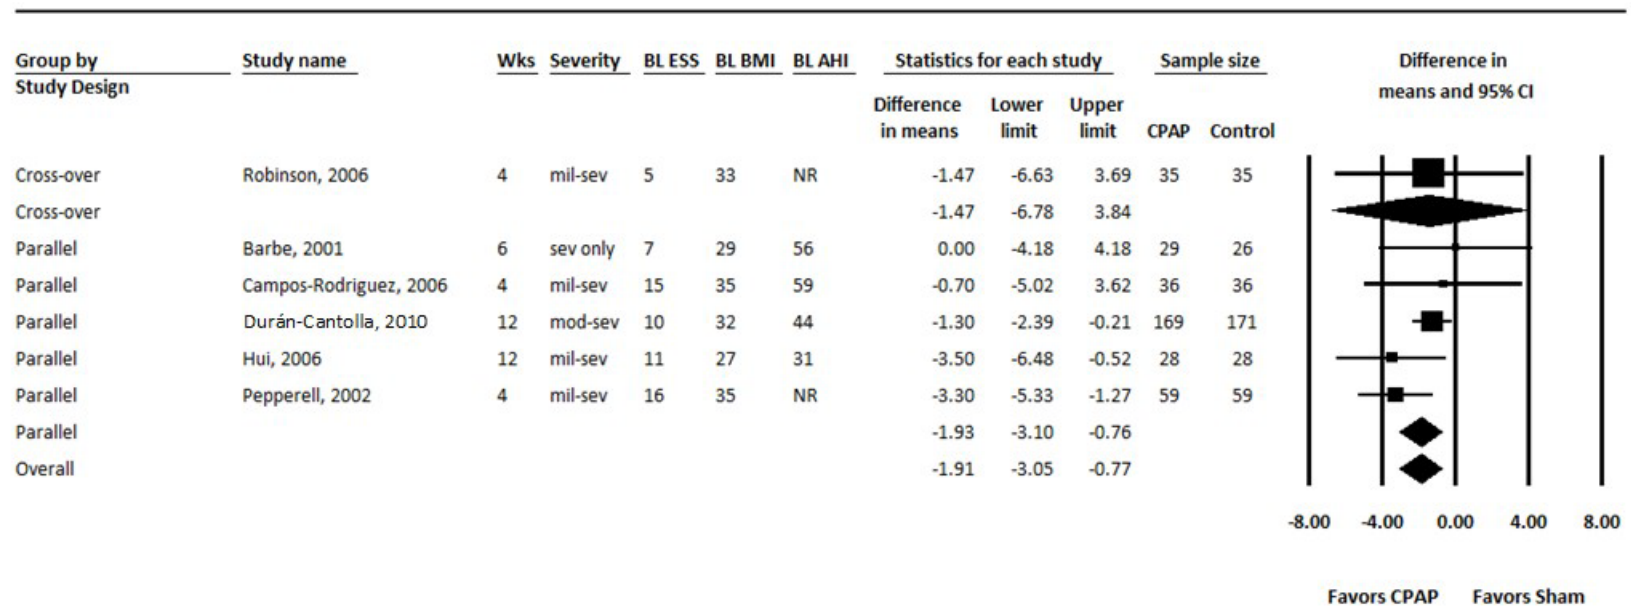 Group by Study name Wks Severity BL ESS BL BMI BL AHI Statistics for each study Sample size Difference in
Study Design means and 95% CI
Difference Lower Upper
in means limit limit CPAP Control
Cross-over Robinson, 2006 4 mil-sev 5 33 NR -1.47 -6.63 3.69 35 35
Cross-over -1.47 -6.78 3.84
Parallel Barbe, 2001 6 sev only 7 29 56 0.00 -4.18 4.18 29 26
Parallel Campos-Rodriguez, 2006 4 mil-sev 15 35 59 -0.70 -5.02 3.62 36 36
Parallel Durán-Cantolla, 2010 12 mod-sev 10 32 44 -1.30 -2.39 -0.21 169 171
Parallel Hui, 2006 12 mil-sev 11 27 31 -3.50 -6.48 -0.52 28 28
Parallel Pepperell, 2002 4 mil-sev 16 35 NR -3.30 -5.33 -1.27 59 59
Parallel -1.93 -3.10 -0.76
Overall -1.91 -3.05 -0.77
-8.00 -4.00 0.00 4.00 8.00
Favors CPAP Favors Sham